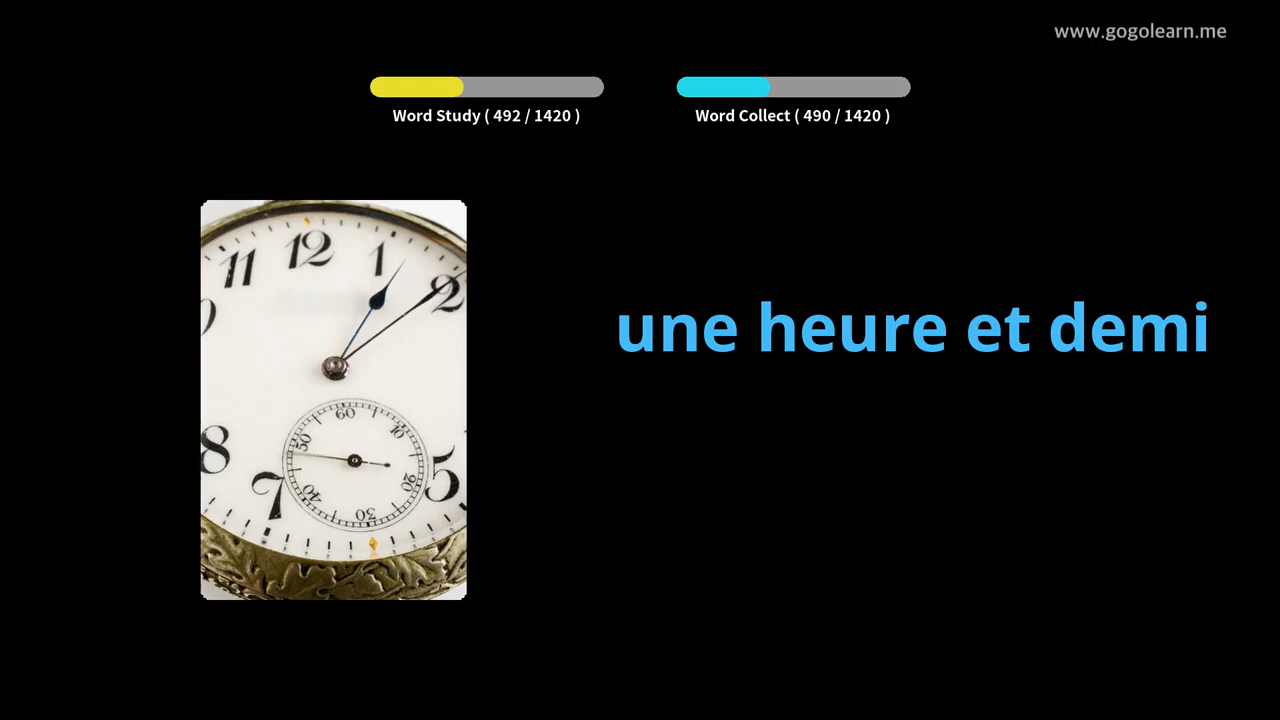 www.gogolearn.me
Word Study ( 492 / 1420 )
Word Collect ( 490 / 1420 )
une heure et demi
11 12 1 2
8 7 5
60
50 10
40 20
30